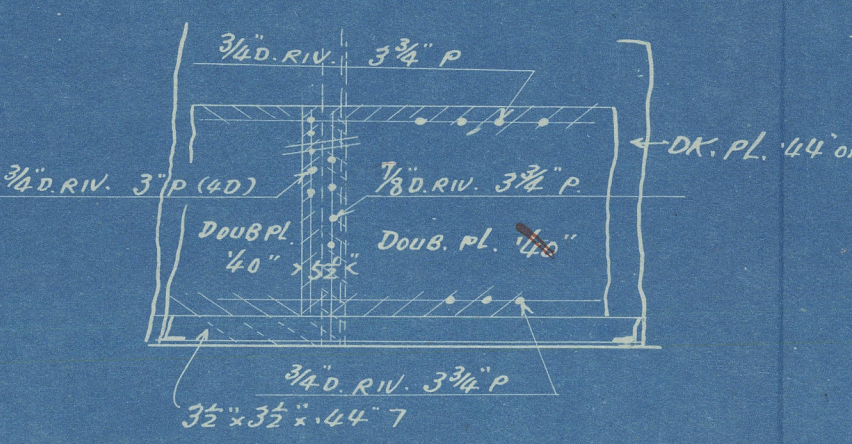 3/4"D. RIV. 3 3/4" P
DK. PL. .44"
3/4"D. RIV. 3"P (4D)
7/8"D. RIV. 3 3/4" P.
DOUB PL.
.40"
5 1/2"
DOUB. PL. .40"
3/4"D. RIV. 3 3/4" P
3 1/2" x 3 1/2" x .44" 7